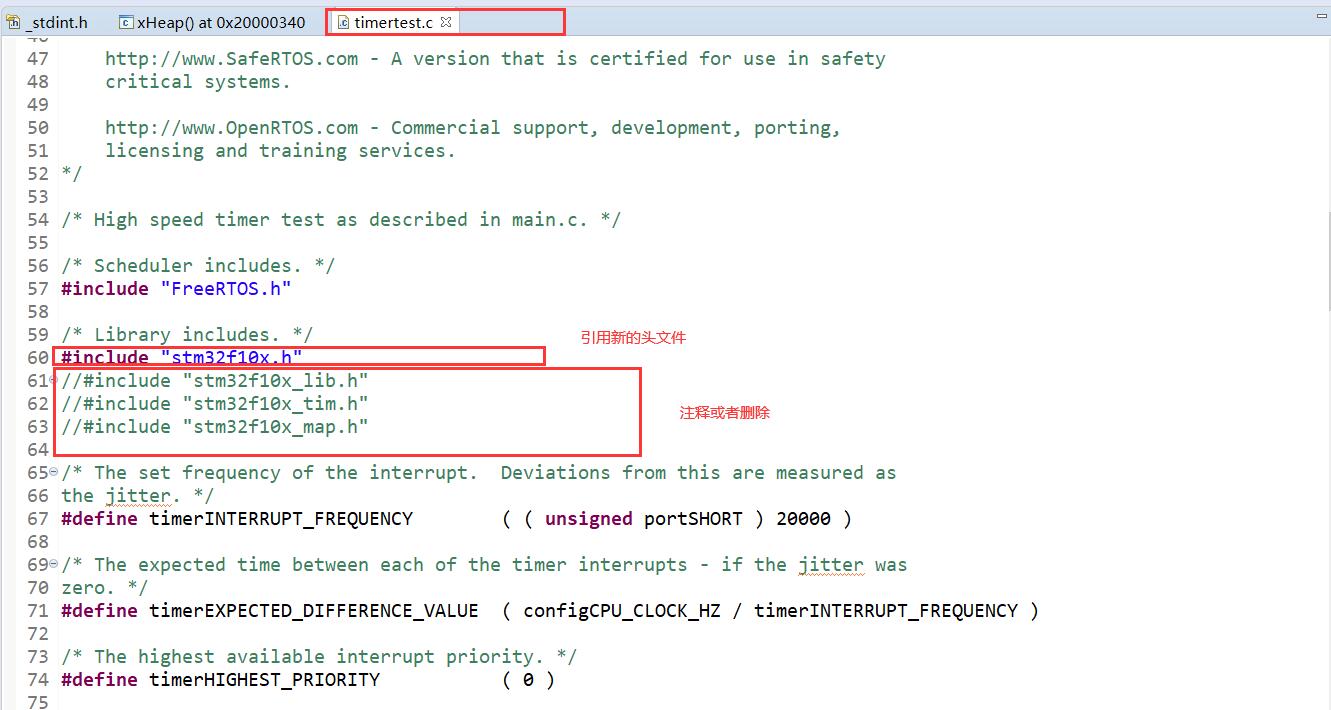 _stdint.h xHeap() at 0x20000340 timertest.c
46
47 http://www.SafeRTOS.com - A version that is certified for use in safety
48 critical systems.
49
50 http://www.OpenRTOS.com - Commercial support, development, porting,
51 licensing and training services.
52 */
53
54 /* High speed timer test as described in main.c. */
55
56 /* Scheduler includes. */
57 #include "FreeRTOS.h"
58
59 /* Library includes. */
引用新的头文件
60 #include "stm32f10x.h"
61 //#include "stm32f10x_lib.h"
62 //#include "stm32f10x_tim.h"
注释或者删除
63 //#include "stm32f10x_map.h"
64
65 /* The set frequency of the interrupt.  Deviations from this are measured as
66 the jitter. */
67 #define timerINTERRUPT_FREQUENCY ( ( unsigned portSHORT ) 20000 )
68
69 /* The expected time between each of the timer interrupts - if the jitter was
70 zero. */
71 #define timerEXPECTED_DIFFERENCE_VALUE ( configCPU_CLOCK_HZ / timerINTERRUPT_FREQUENCY )
72
73 /* The highest available interrupt priority. */
74 #define timerHIGHEST_PRIORITY ( 0 )
75